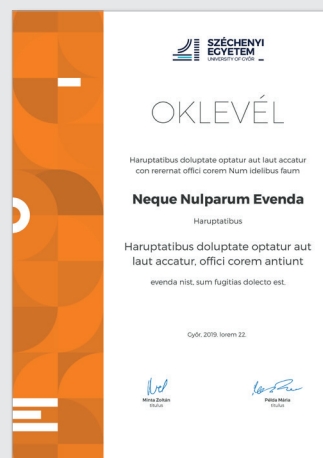 SZÉCHENYI
EGYETEM
UNIVERSITY OF GYŐR
OKLEVÉL
Haruptatibus doluptate optatur aut laut accatur
con rerernat offici corem Num idelibus faum
Neque Nulparum Evenda
Haruptatibus
Haruptatibus doluptate optatur aut
laut accatur, offici corem antiunt
evenda nist, sum fugitias dolecto est.
Győr, 2019. lorem 22.
Minta Zoltán
titulus
Példa Mária
titulus